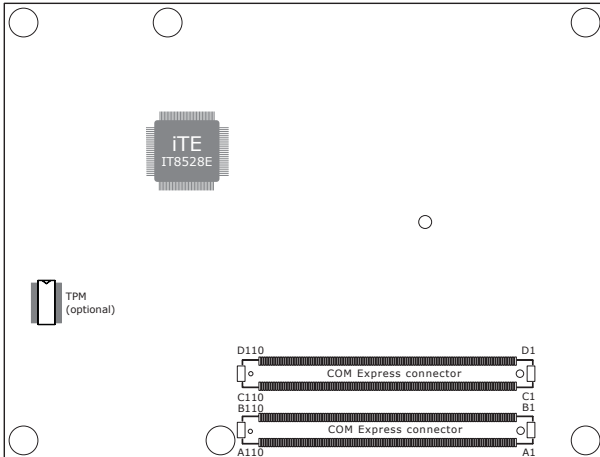 iTE
IT8528E
TPM
(optional)
D110 D1
COM Express connector
C110 C1
B110 B1
COM Express connector
A110 A1